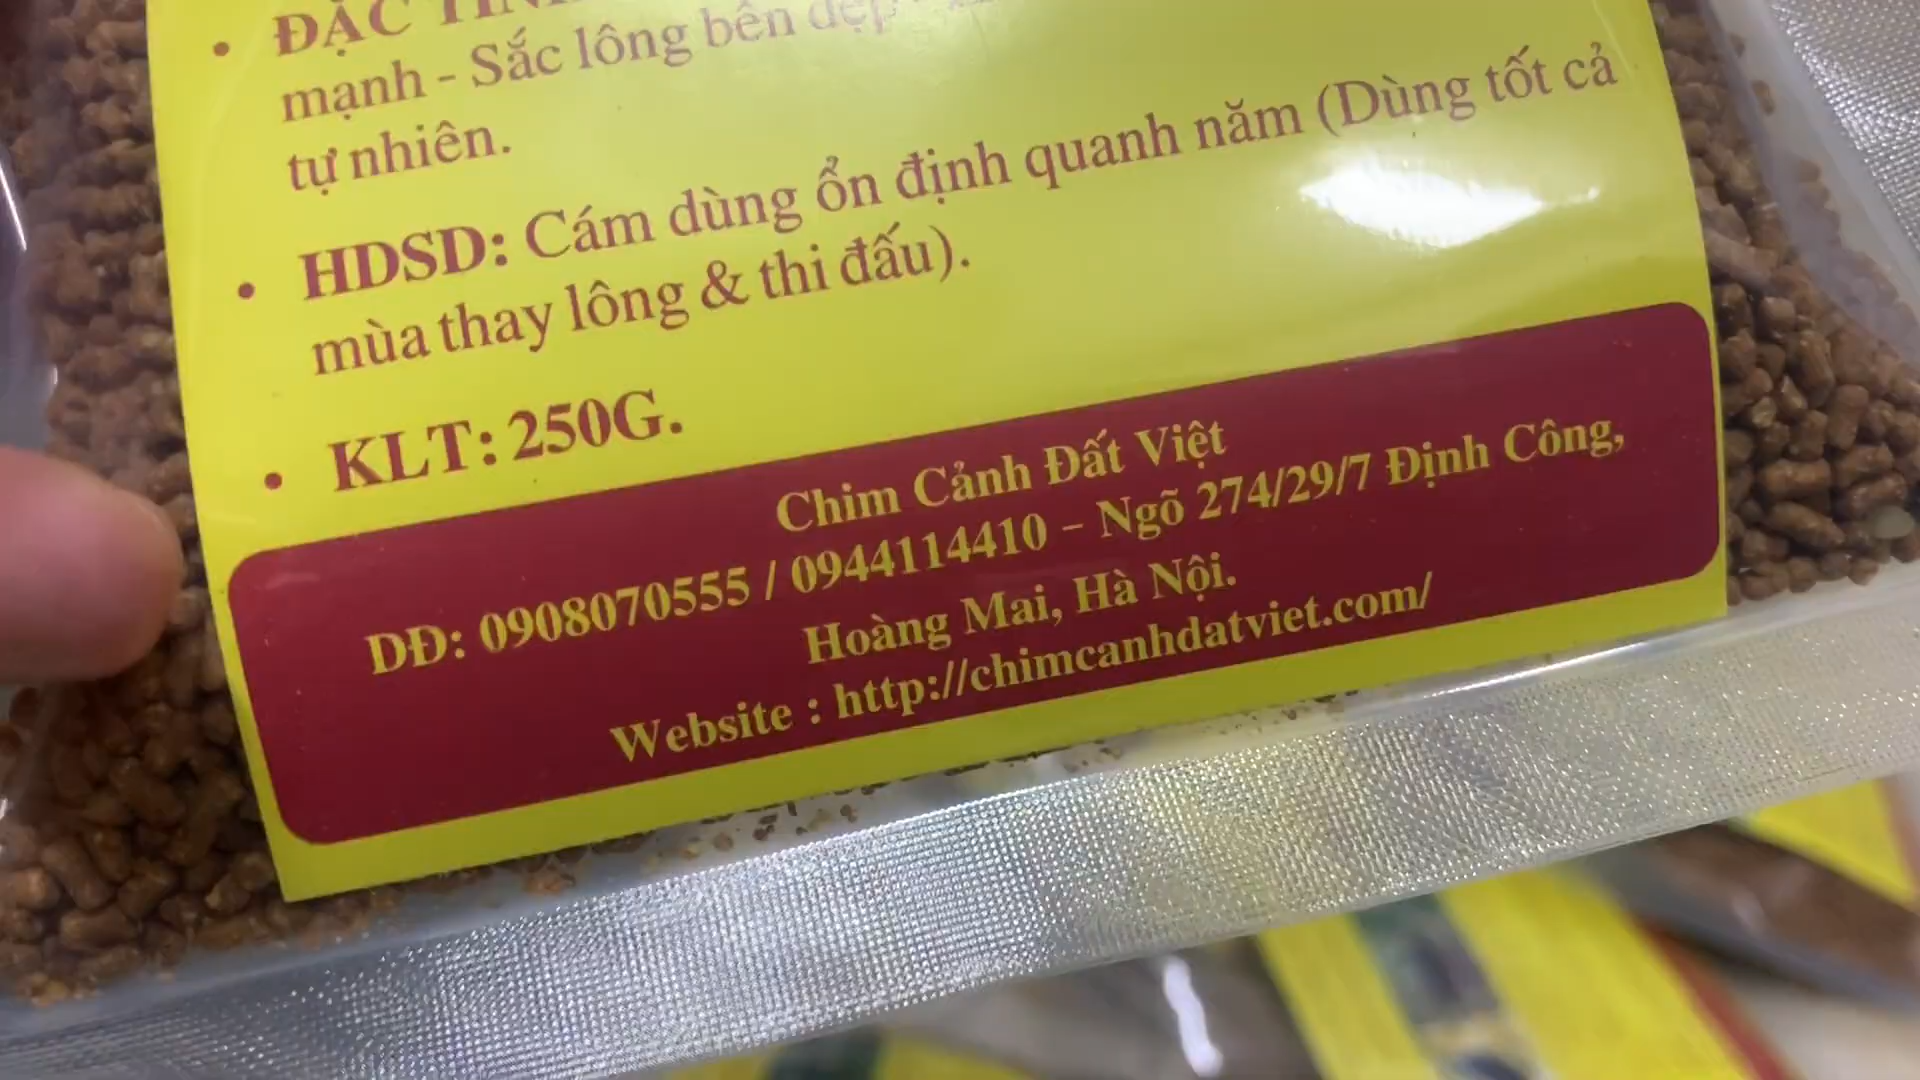 • ĐẶC TÍNH
mạnh - Sắc lông bền đẹp
tự nhiên.
• HDSD: Cám dùng ổn định quanh năm (Dùng tốt cả
mùa thay lông & thi đấu).
• KLT: 250G.
Chim Cảnh Đất Việt
DĐ: 0908070555 / 0944114410 – Ngõ 274/29/7 Định Công,
Hoàng Mai, Hà Nội.
Website : http://chimcanhdatviet.com/